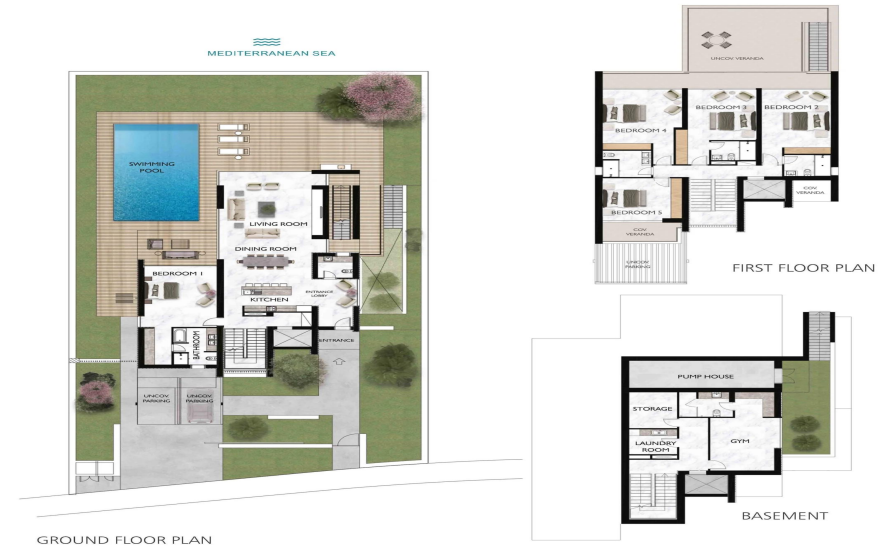 MEDITERRANEAN SEA
SWIMMING
POOL
LIVING ROOM
DINING ROOM
BEDROOM 1
KITCHEN
ENTRANCE
LOBBY
BATHROOM
ENTRANCE
UNCOV
PARKING
UNCOV
PARKING
GROUND FLOOR PLAN
UNCOV VERANDA
BEDROOM 4
BEDROOM 3
BEDROOM 2
BEDROOM 5
COV
VERANDA
COV
VERANDA
UNCOV
PARKING
FIRST FLOOR PLAN
PUMP HOUSE
STORAGE
LAUNDRY
ROOM
GYM
BASEMENT